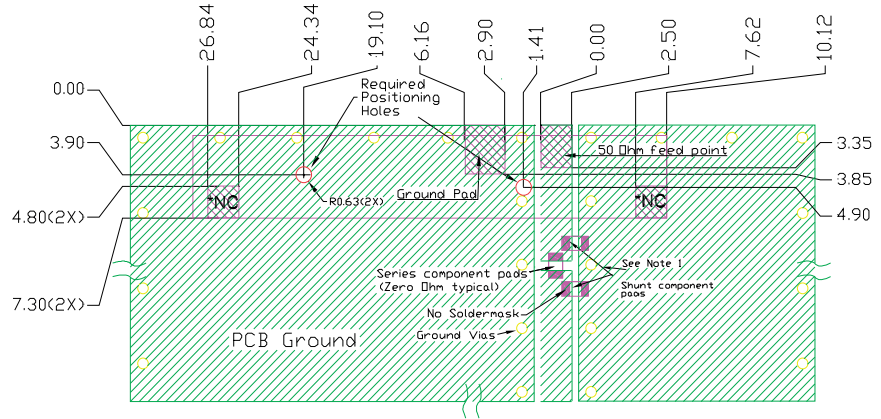 26.84
24.34
19.10
6.16
2.90
1.41
0.00
2.50
7.62
10.12
0.00
Required
Positioning
Holes
3.90
50 Ohm feed point
3.35
3.85
4.90
*NC
R0.63(2X)
Ground Pad
*NC
4.80(2X)
Series component pads
(Zero Ohm typical)
See Note 1
Shunt component
pads
7.30(2X)
No Soldermask
Ground Vias
PCB Ground